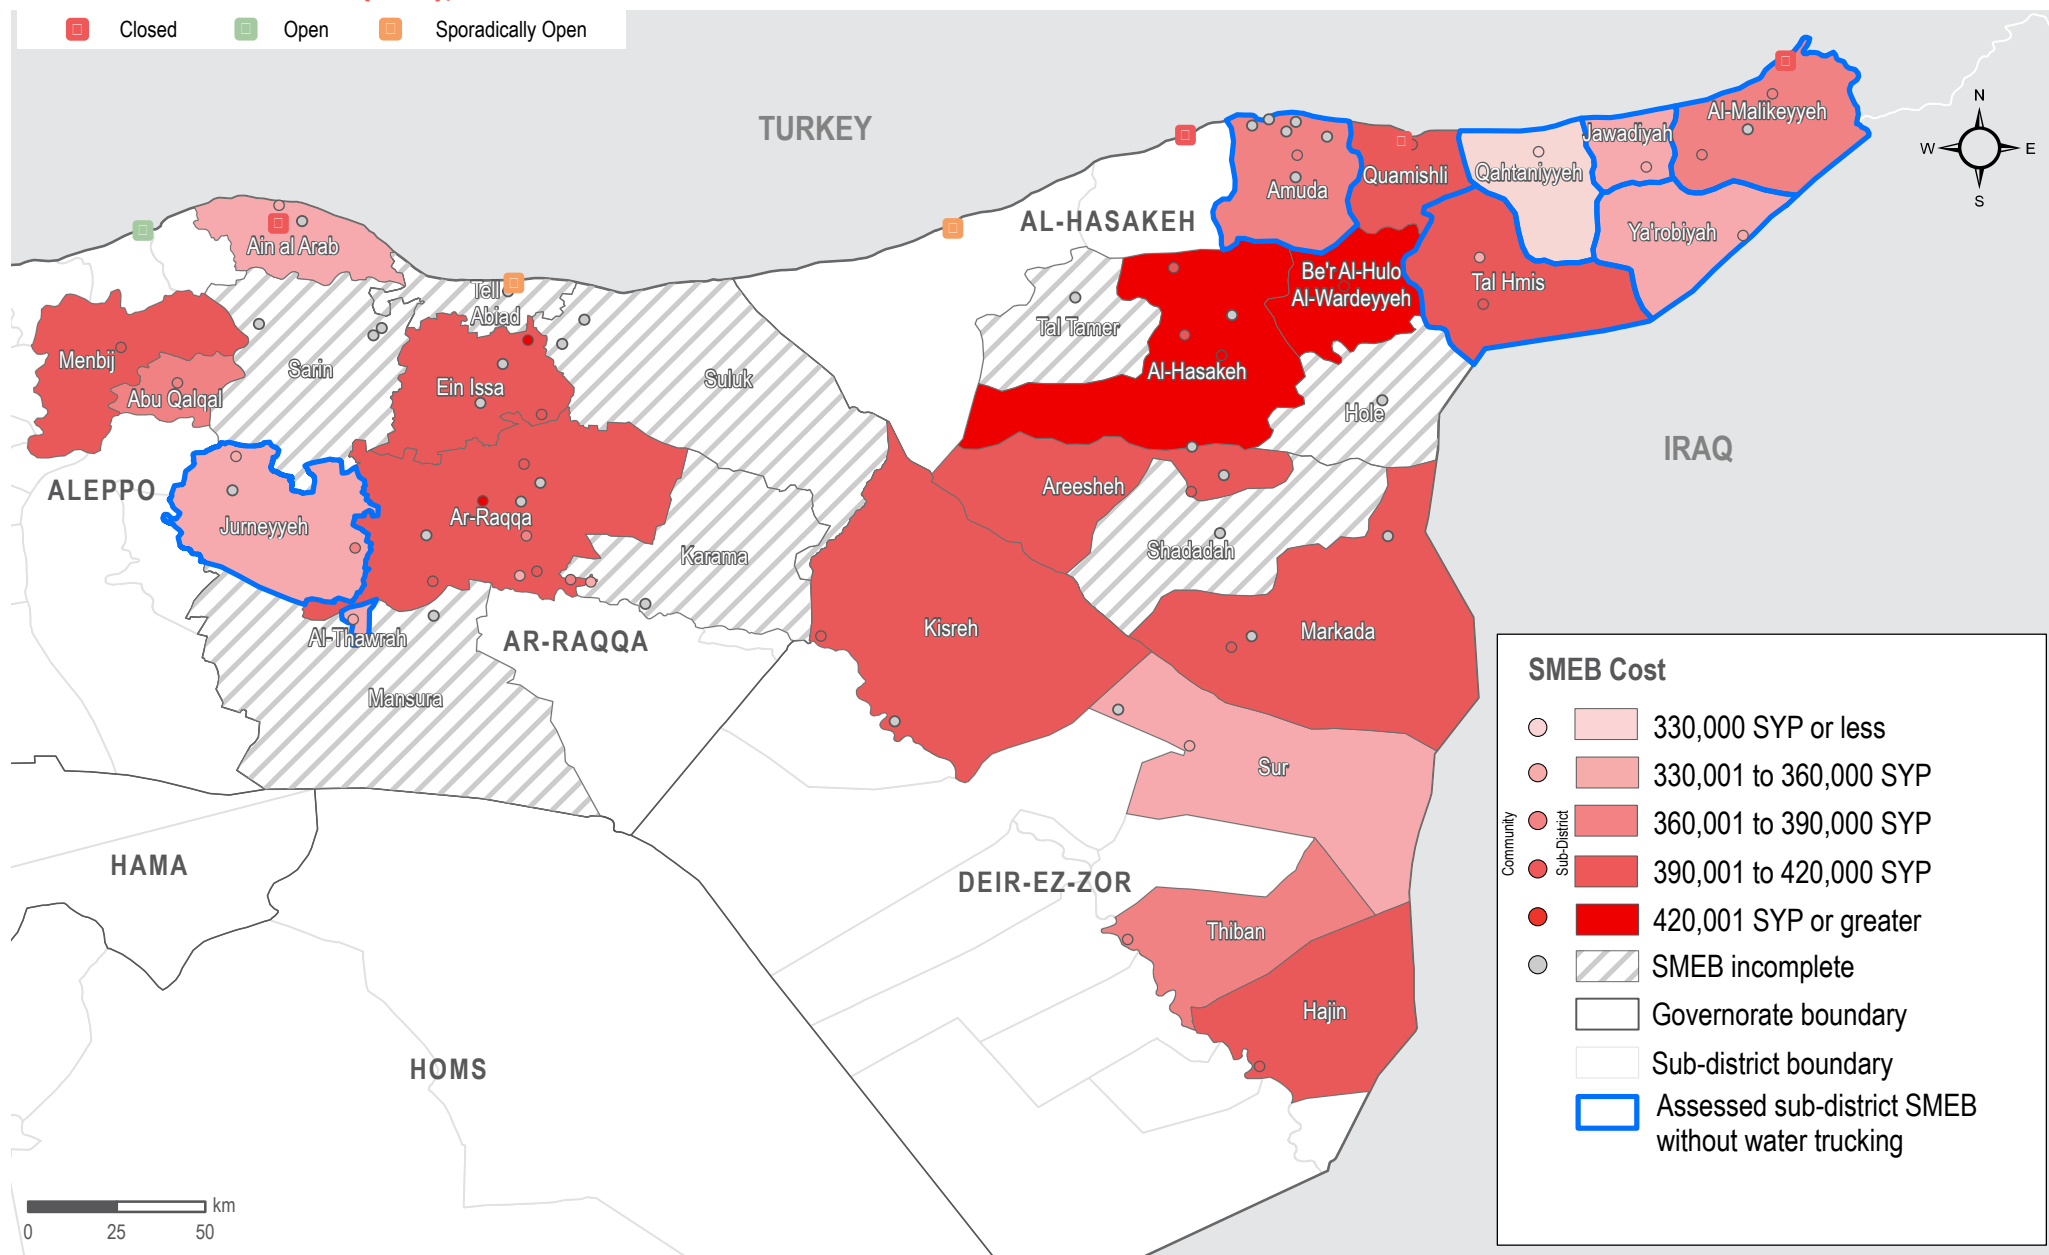 Closed
Open
Sporadically Open
TURKEY
N
W
E
S
Al-Malikeyyeh
Jawadiyah
Qahtaniyyeh
Quamishli
Amuda
AL-HASAKEH
Ya'robiyah
Ain al Arab
Tell
Abiad
Be'r Al-Hulo
Al-Wardeyyeh
Tal Hmis
Tal Tamer
Menbij
Sarin
Ein Issa
Suluk
Al-Hasakeh
Abu Qalqal
Hole
IRAQ
ALEPPO
Areesheh
Jurneyyeh
Ar-Raqqa
Karama
Shadadah
Al-Thawrah
AR-RAQQA
Kisreh
Markada
Mansura
Sur
HAMA
DEIR-EZ-ZOR
Thiban
Hajin
HOMS
SMEB Cost
Community
Sub-District
330,000 SYP or less
330,001 to 360,000 SYP
360,001 to 390,000 SYP
390,001 to 420,000 SYP
420,001 SYP or greater
SMEB incomplete
Governorate boundary
Sub-district boundary
Assessed sub-district SMEB
without water trucking
km
0 25 50